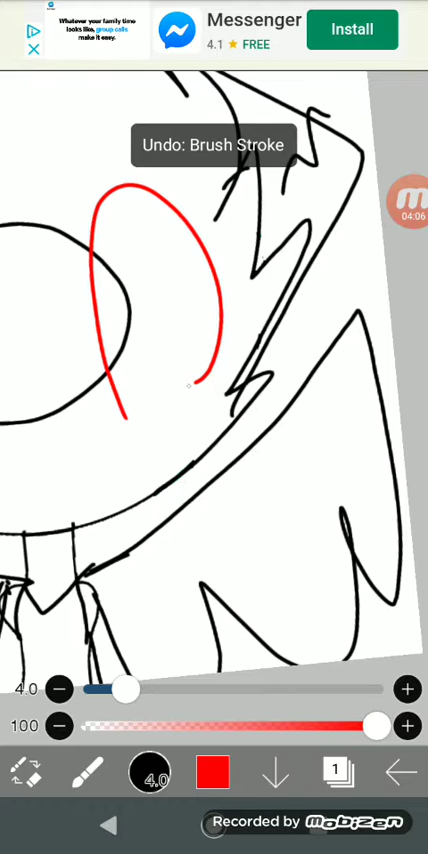 Whatever your family time
looks like, group calls
make it easy.
Messenger
4.1 ★ FREE
Install
Undo: Brush Stroke
04:06
4.0
100
4.0
1
Recorded by mobizen